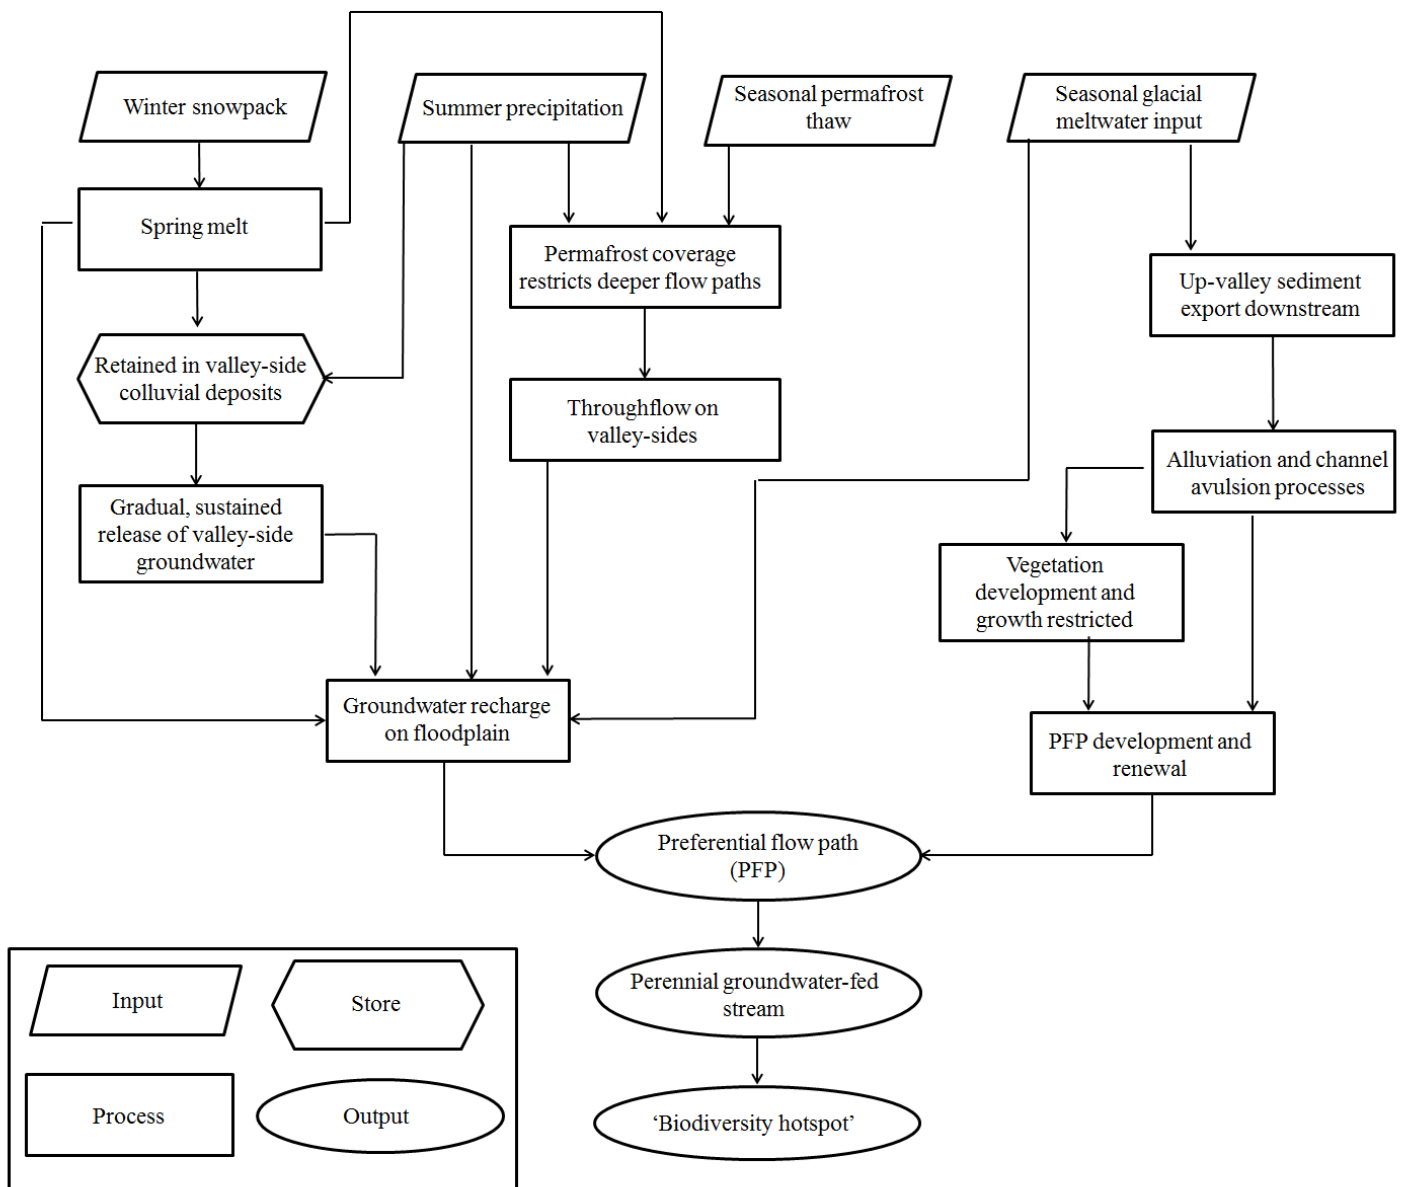 Winter snowpack
Summer precipitation
Seasonal permafrost
thaw
Seasonal glacial
meltwater input
Spring melt
Permafrost coverage
restricts deeper flow paths
Up-valley sediment
export downstream
Retained in valley-side
colluvial deposits
Throughflow on
valley-sides
Alluviation and channel
avulsion processes
Gradual, sustained
release of valley-side
groundwater
Vegetation
development and
growth restricted
Groundwater recharge
on floodplain
PFP development and
renewal
Preferential flow path
(PFP)
Perennial groundwater-fed
stream
‘Biodiversity hotspot’
Input
Store
Process
Output